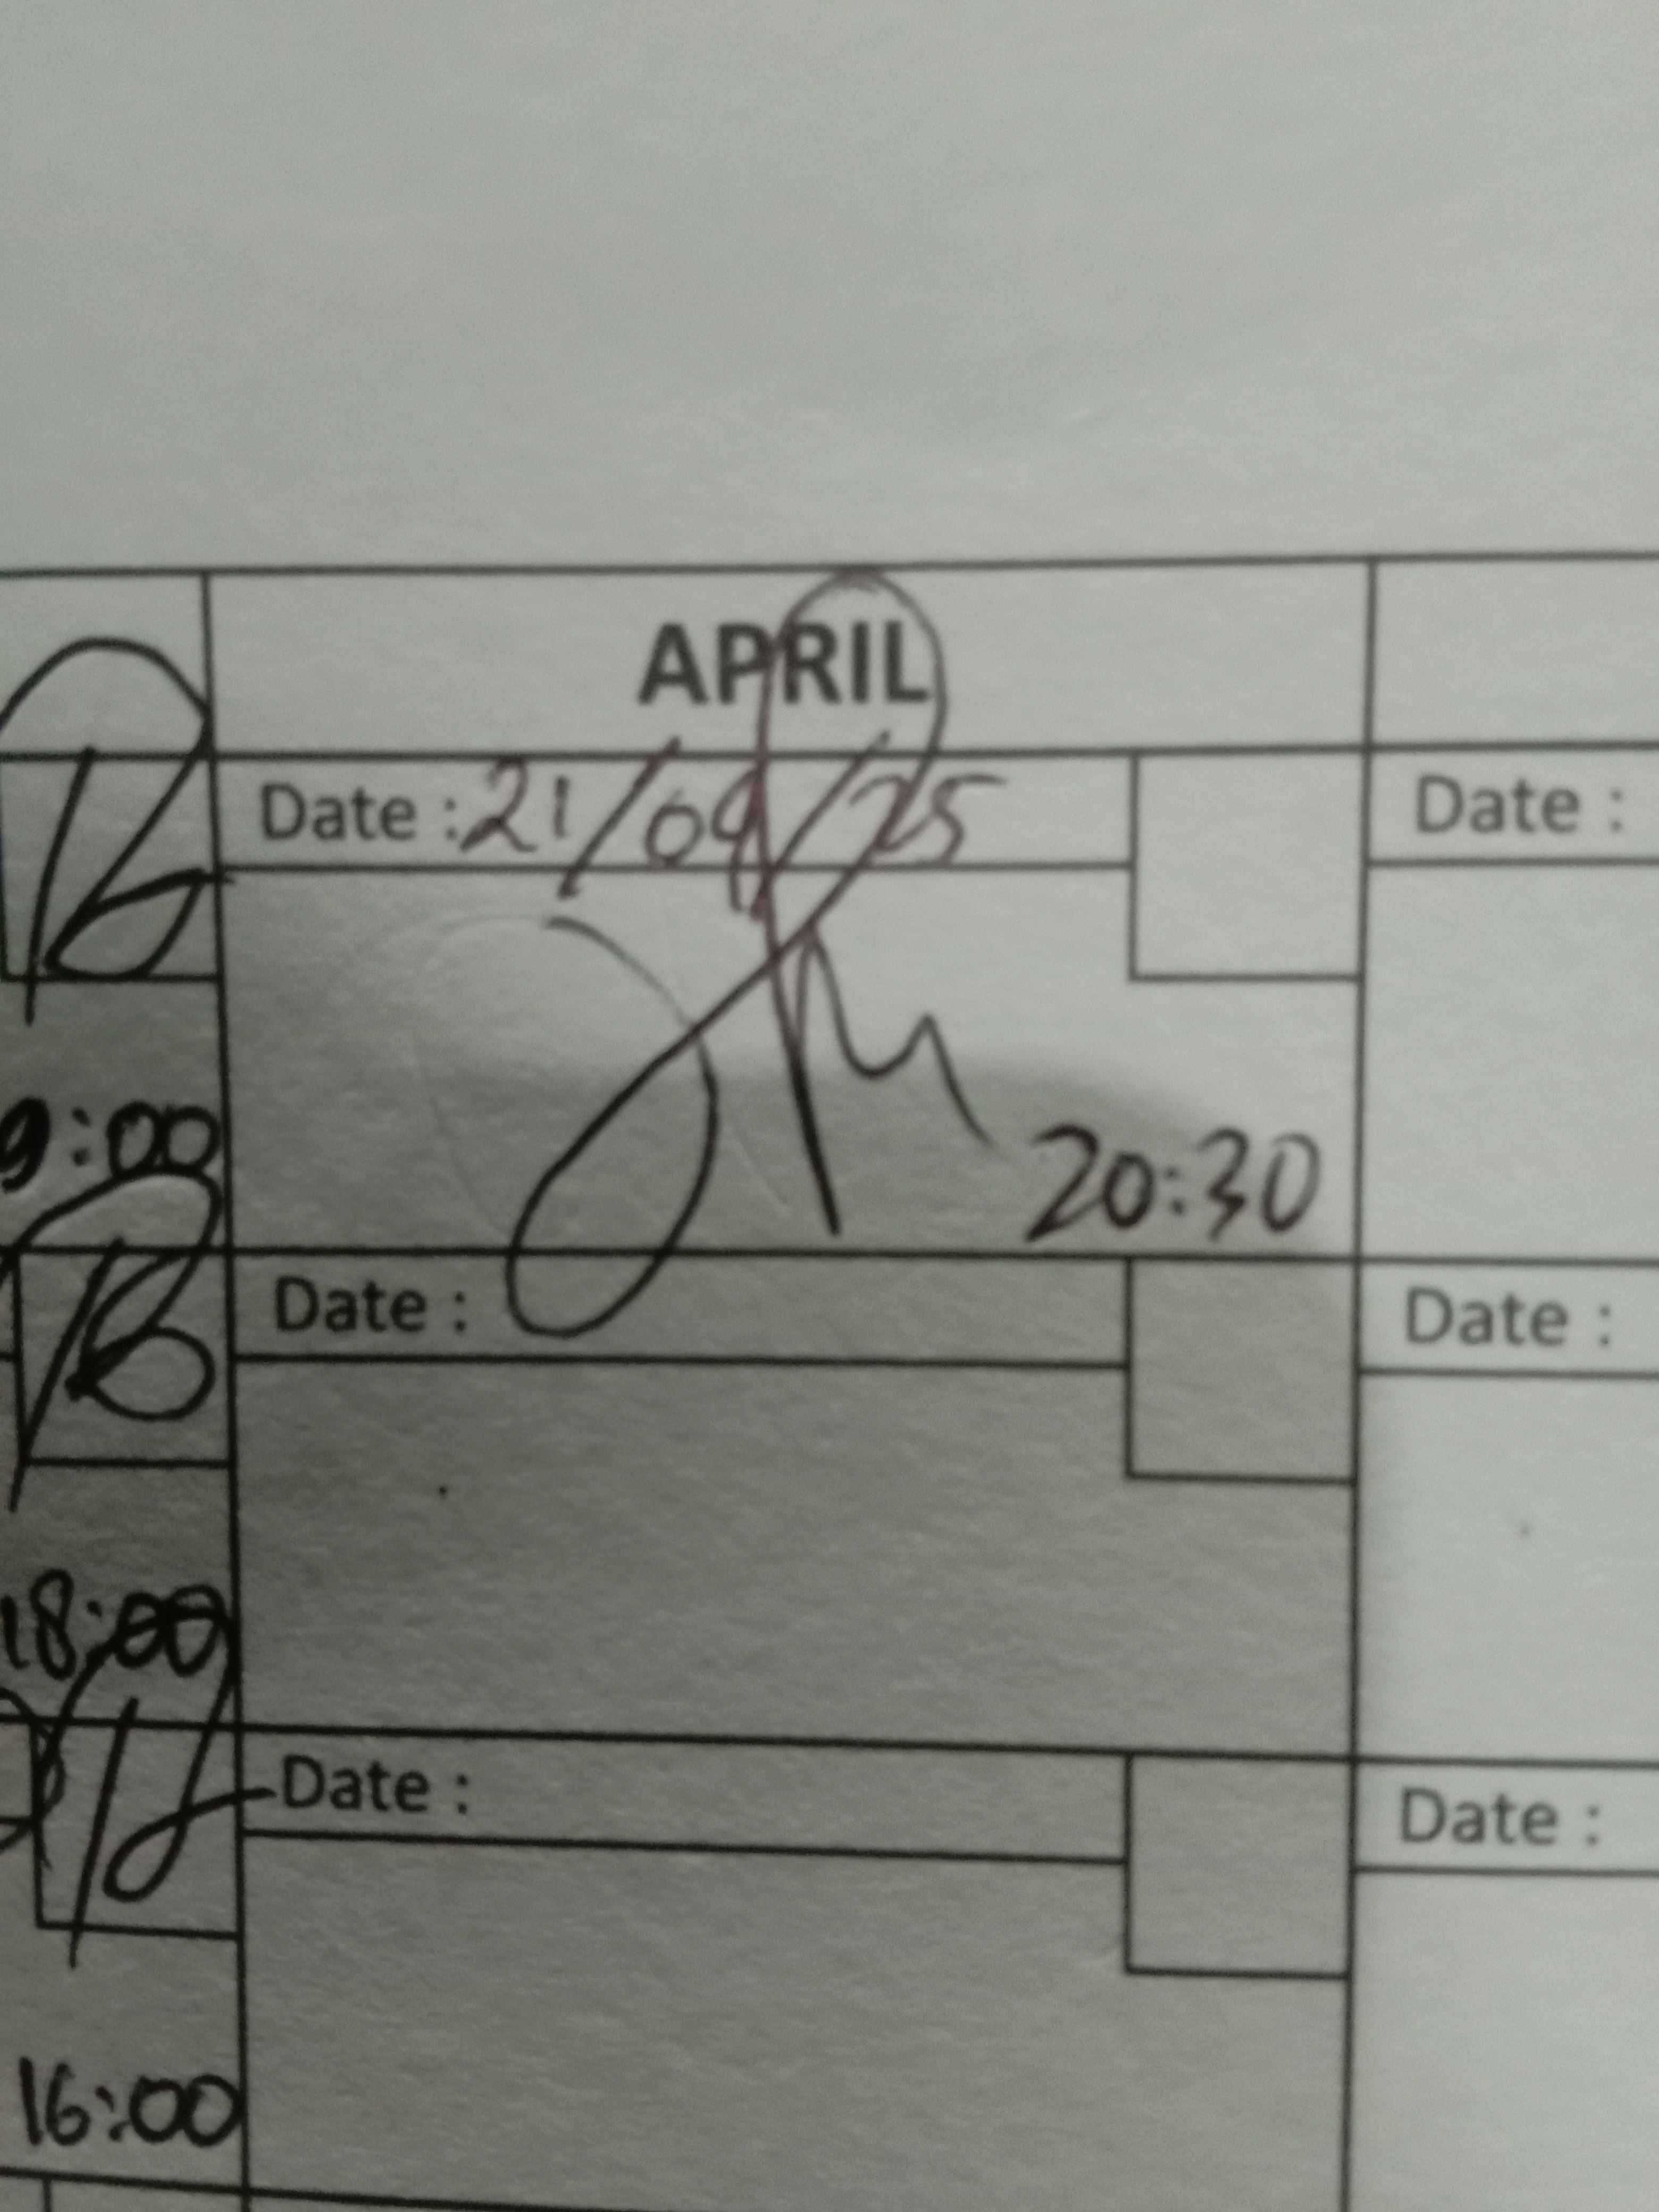 APRIL
Date : 21/09/25
Date :
9:00
20:30
Date :
Date :
18:00
Date :
Date :
16:00